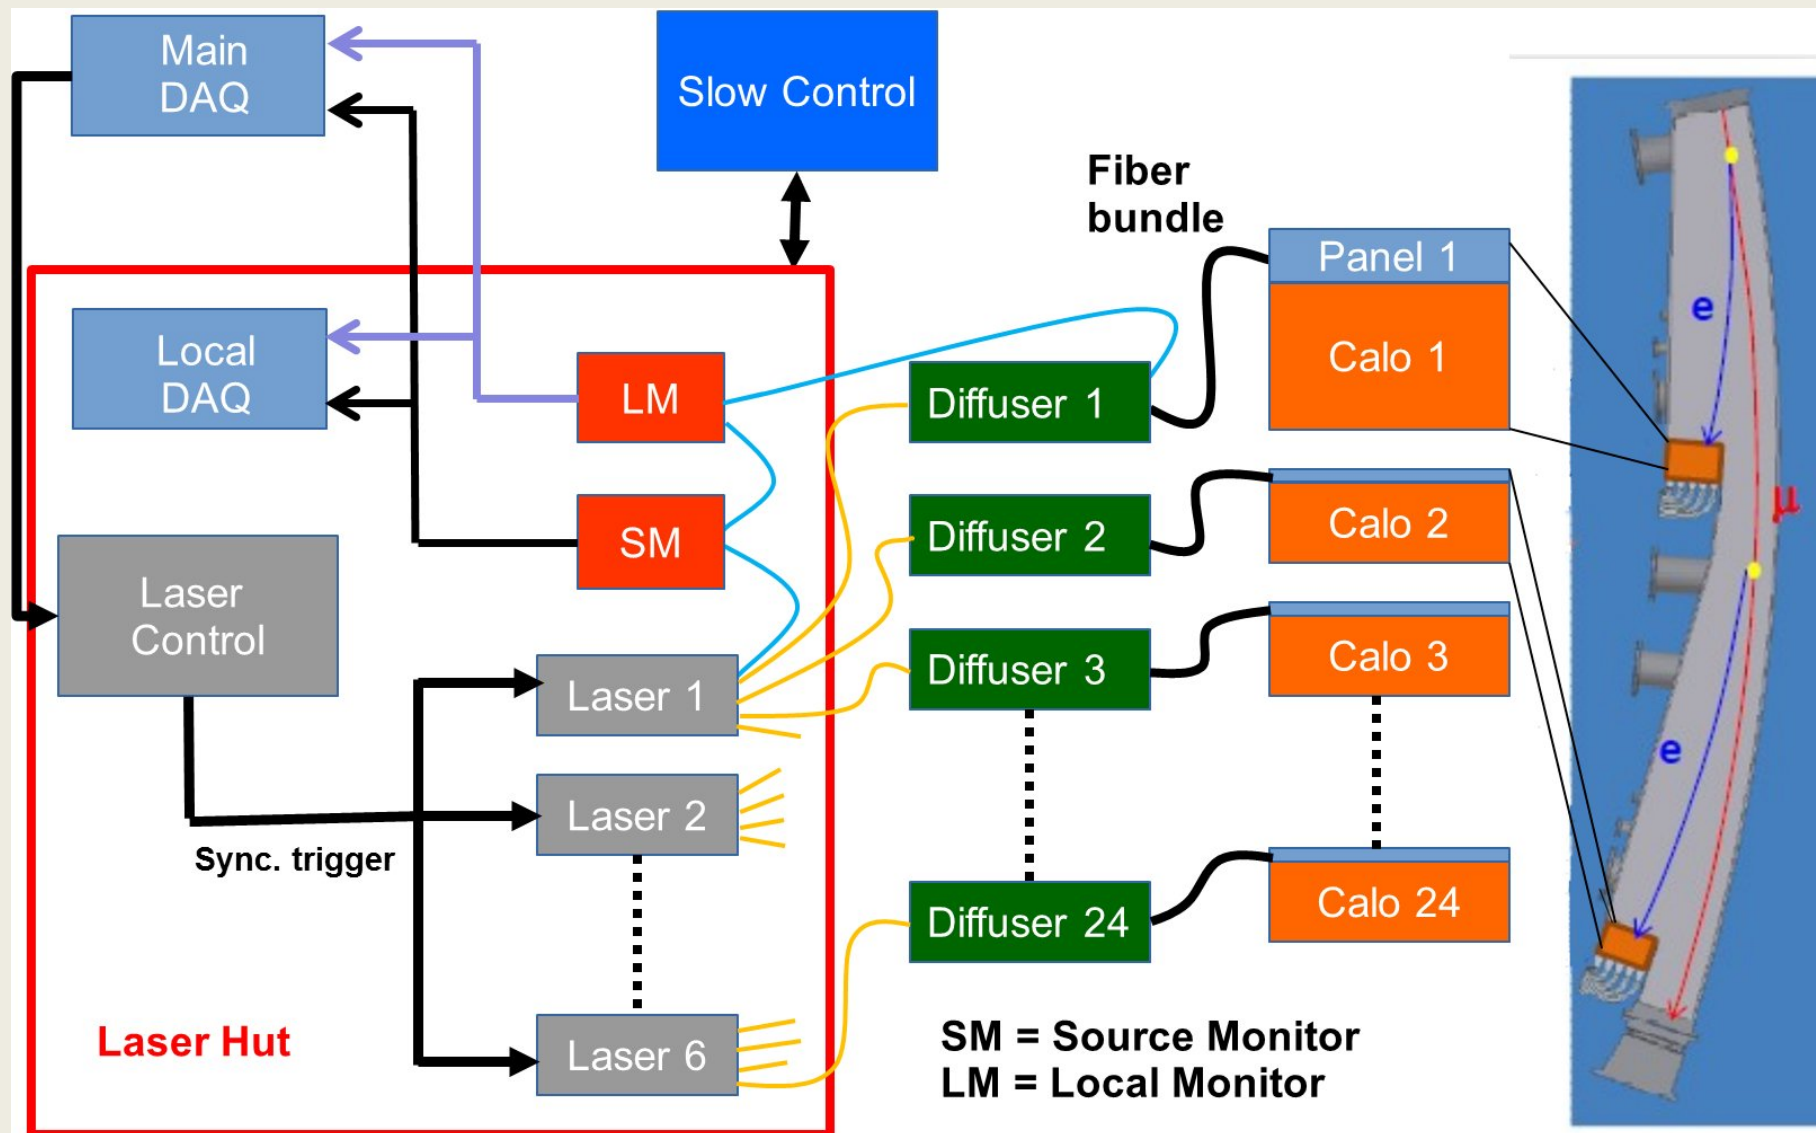 Main
DAQ
Slow Control
Fiber
bundle
Panel 1
Calo 1
e
Local
DAQ
LM
Diffuser 1
SM
Diffuser 2
Calo 2
μ
Laser
Control
Laser 1
Diffuser 3
Calo 3
e
Laser 2
Sync. trigger
Diffuser 24
Calo 24
Laser Hut
Laser 6
SM = Source Monitor
LM = Local Monitor